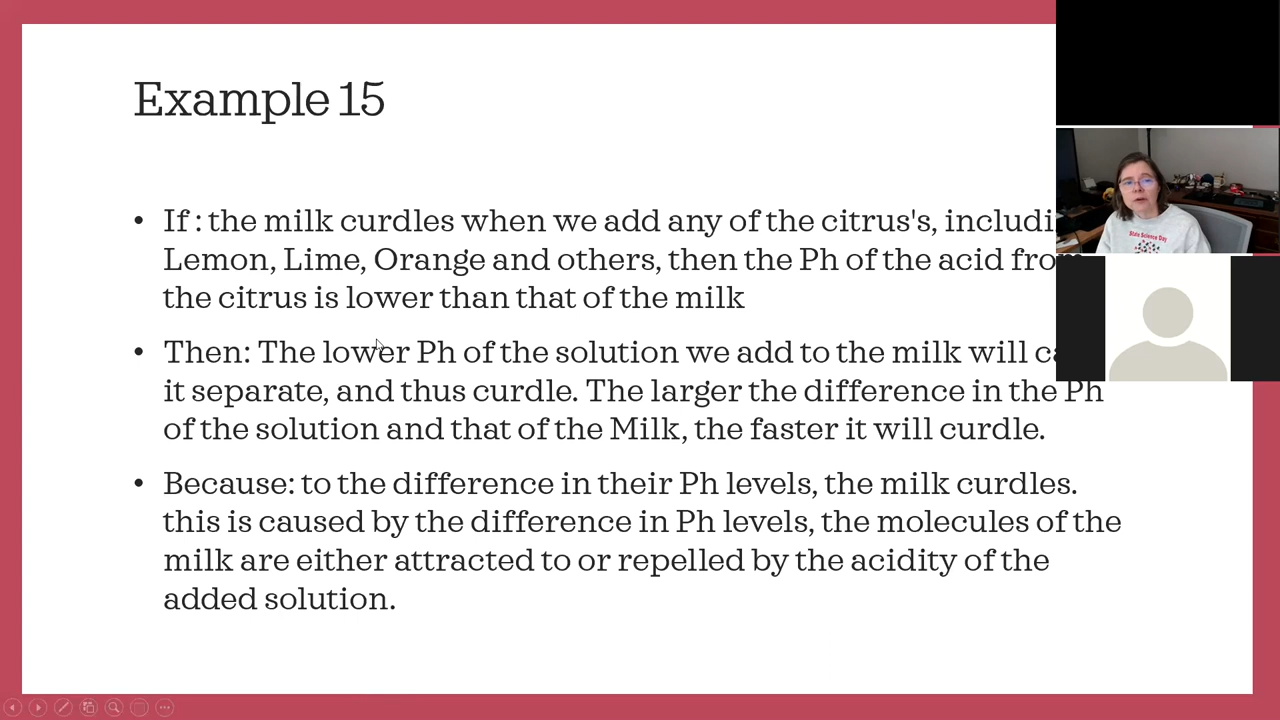 Example 15
• If : the milk curdles when we add any of the citrus's,
Lemon, Lime, Orange and others, then the Ph of the acid
the citrus is lower than that of the milk
• Then: The lower Ph of the solution we add to the milk will
it separate, and thus curdle. The larger the difference in the Ph
of the solution and that of the Milk, the faster it will curdle.
• Because: to the difference in their Ph levels, the milk curdles.
this is caused by the difference in Ph levels, the molecules of the
milk are either attracted to or repelled by the acidity of the
added solution.
State Science Day